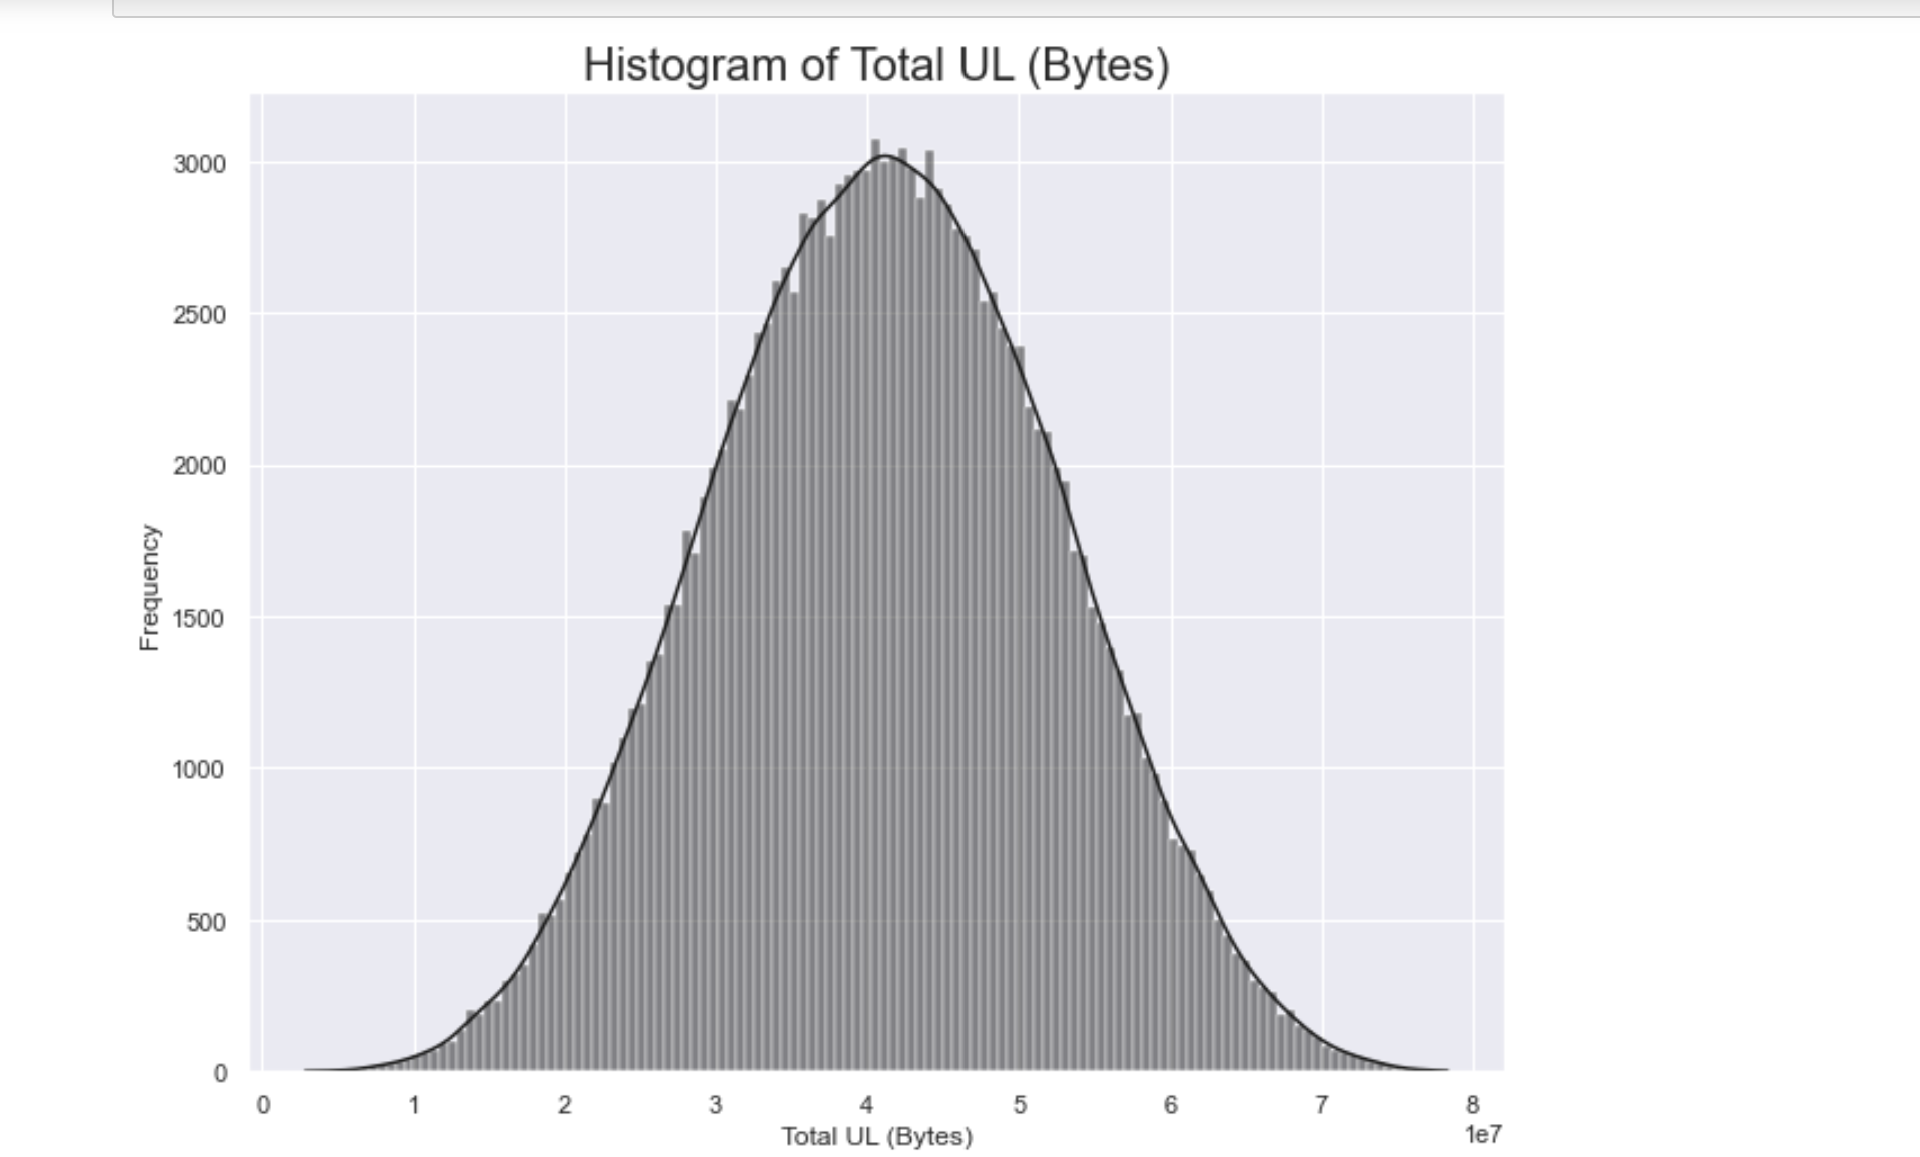 Histogram of Total UL (Bytes)
3000
2500
2000
1500
1000
500
0
Frequency
0 1 2 3 4 5 6 7 8
1e7
Total UL (Bytes)